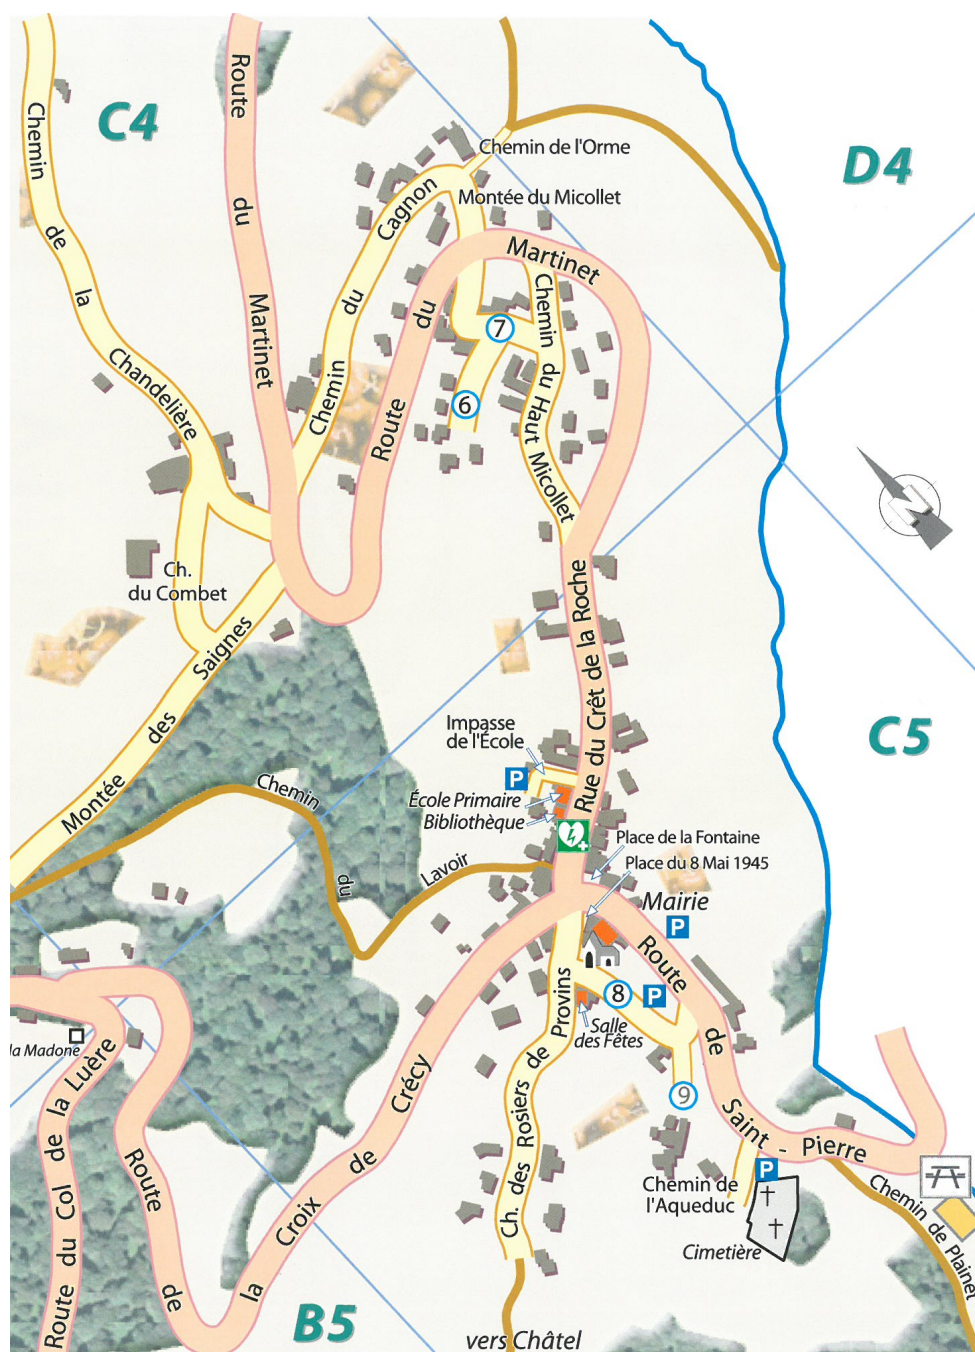 C4
D4
Chemin de la Chandelière
Route du Martinet
Chemin de l'Orme
Montée du Micollet
Chemin du Cagnon
Route du Martinet
Chemin du Haut Micollet
7
6
Ch.
du Combet
Montée des Saignes
Rue du Crêt de la Roche
C5
Impasse
de l'École
P
École Primaire
Bibliothèque
Chemin du Lavoir
Place de la Fontaine
Place du 8 Mai 1945
Mairie
P
8
P
Salle
des Fêtes
9
la Madone
Route du Col de la Luère
Route de la Croix de Crécy
Ch. des Rosiers de Provins
Route de Saint - Pierre
P
Chemin de
l'Aqueduc
Cimetière
Chemin de Plainet
B5
vers Châtel